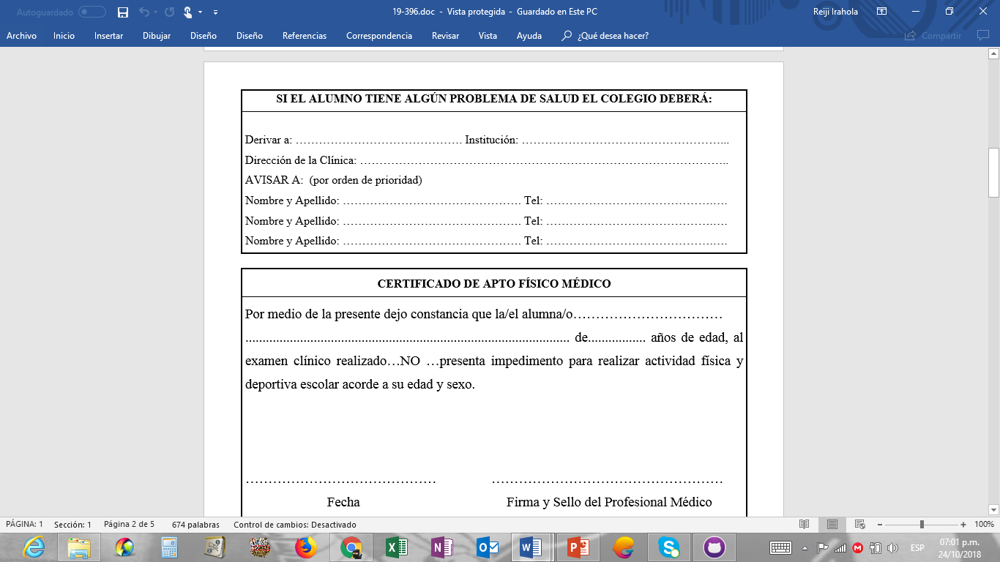 Autoguardado
19-396.doc - Vista protegida - Guardado en Este PC
Reiji Irahola
Archivo Inicio Insertar Dibujar Diseño Diseño Referencias Correspondencia Revisar Vista Ayuda ¿Qué desea hacer? Compartir
SI EL ALUMNO TIENE ALGÚN PROBLEMA DE SALUD EL COLEGIO DEBERÁ:
Derivar a: ……………………………………. Institución: ……………………………………………...
Dirección de la Clínica: …………………………………………………………………………………..
AVISAR A: (por orden de prioridad)
Nombre y Apellido: ………………………………………. Tel: ……………………………………….…
Nombre y Apellido: ………………………………………. Tel: ……………………………………….…
Nombre y Apellido: ………………………………………. Tel: ……………………………………….…
CERTIFICADO DE APTO FÍSICO MÉDICO
Por medio de la presente dejo constancia que la/el alumna/o……………………………
............................................................................................... de................. años de edad, al
examen clínico realizado…NO …presenta impedimento para realizar actividad física y
deportiva escolar acorde a su edad y sexo.
…………………………………… ……………………………………………
Fecha Firma y Sello del Profesional Médico
PÁGINA: 1 Sección: 1 Página 2 de 5 674 palabras Control de cambios: Desactivado 100%
ESP 07:01 p.m.
24/10/2018